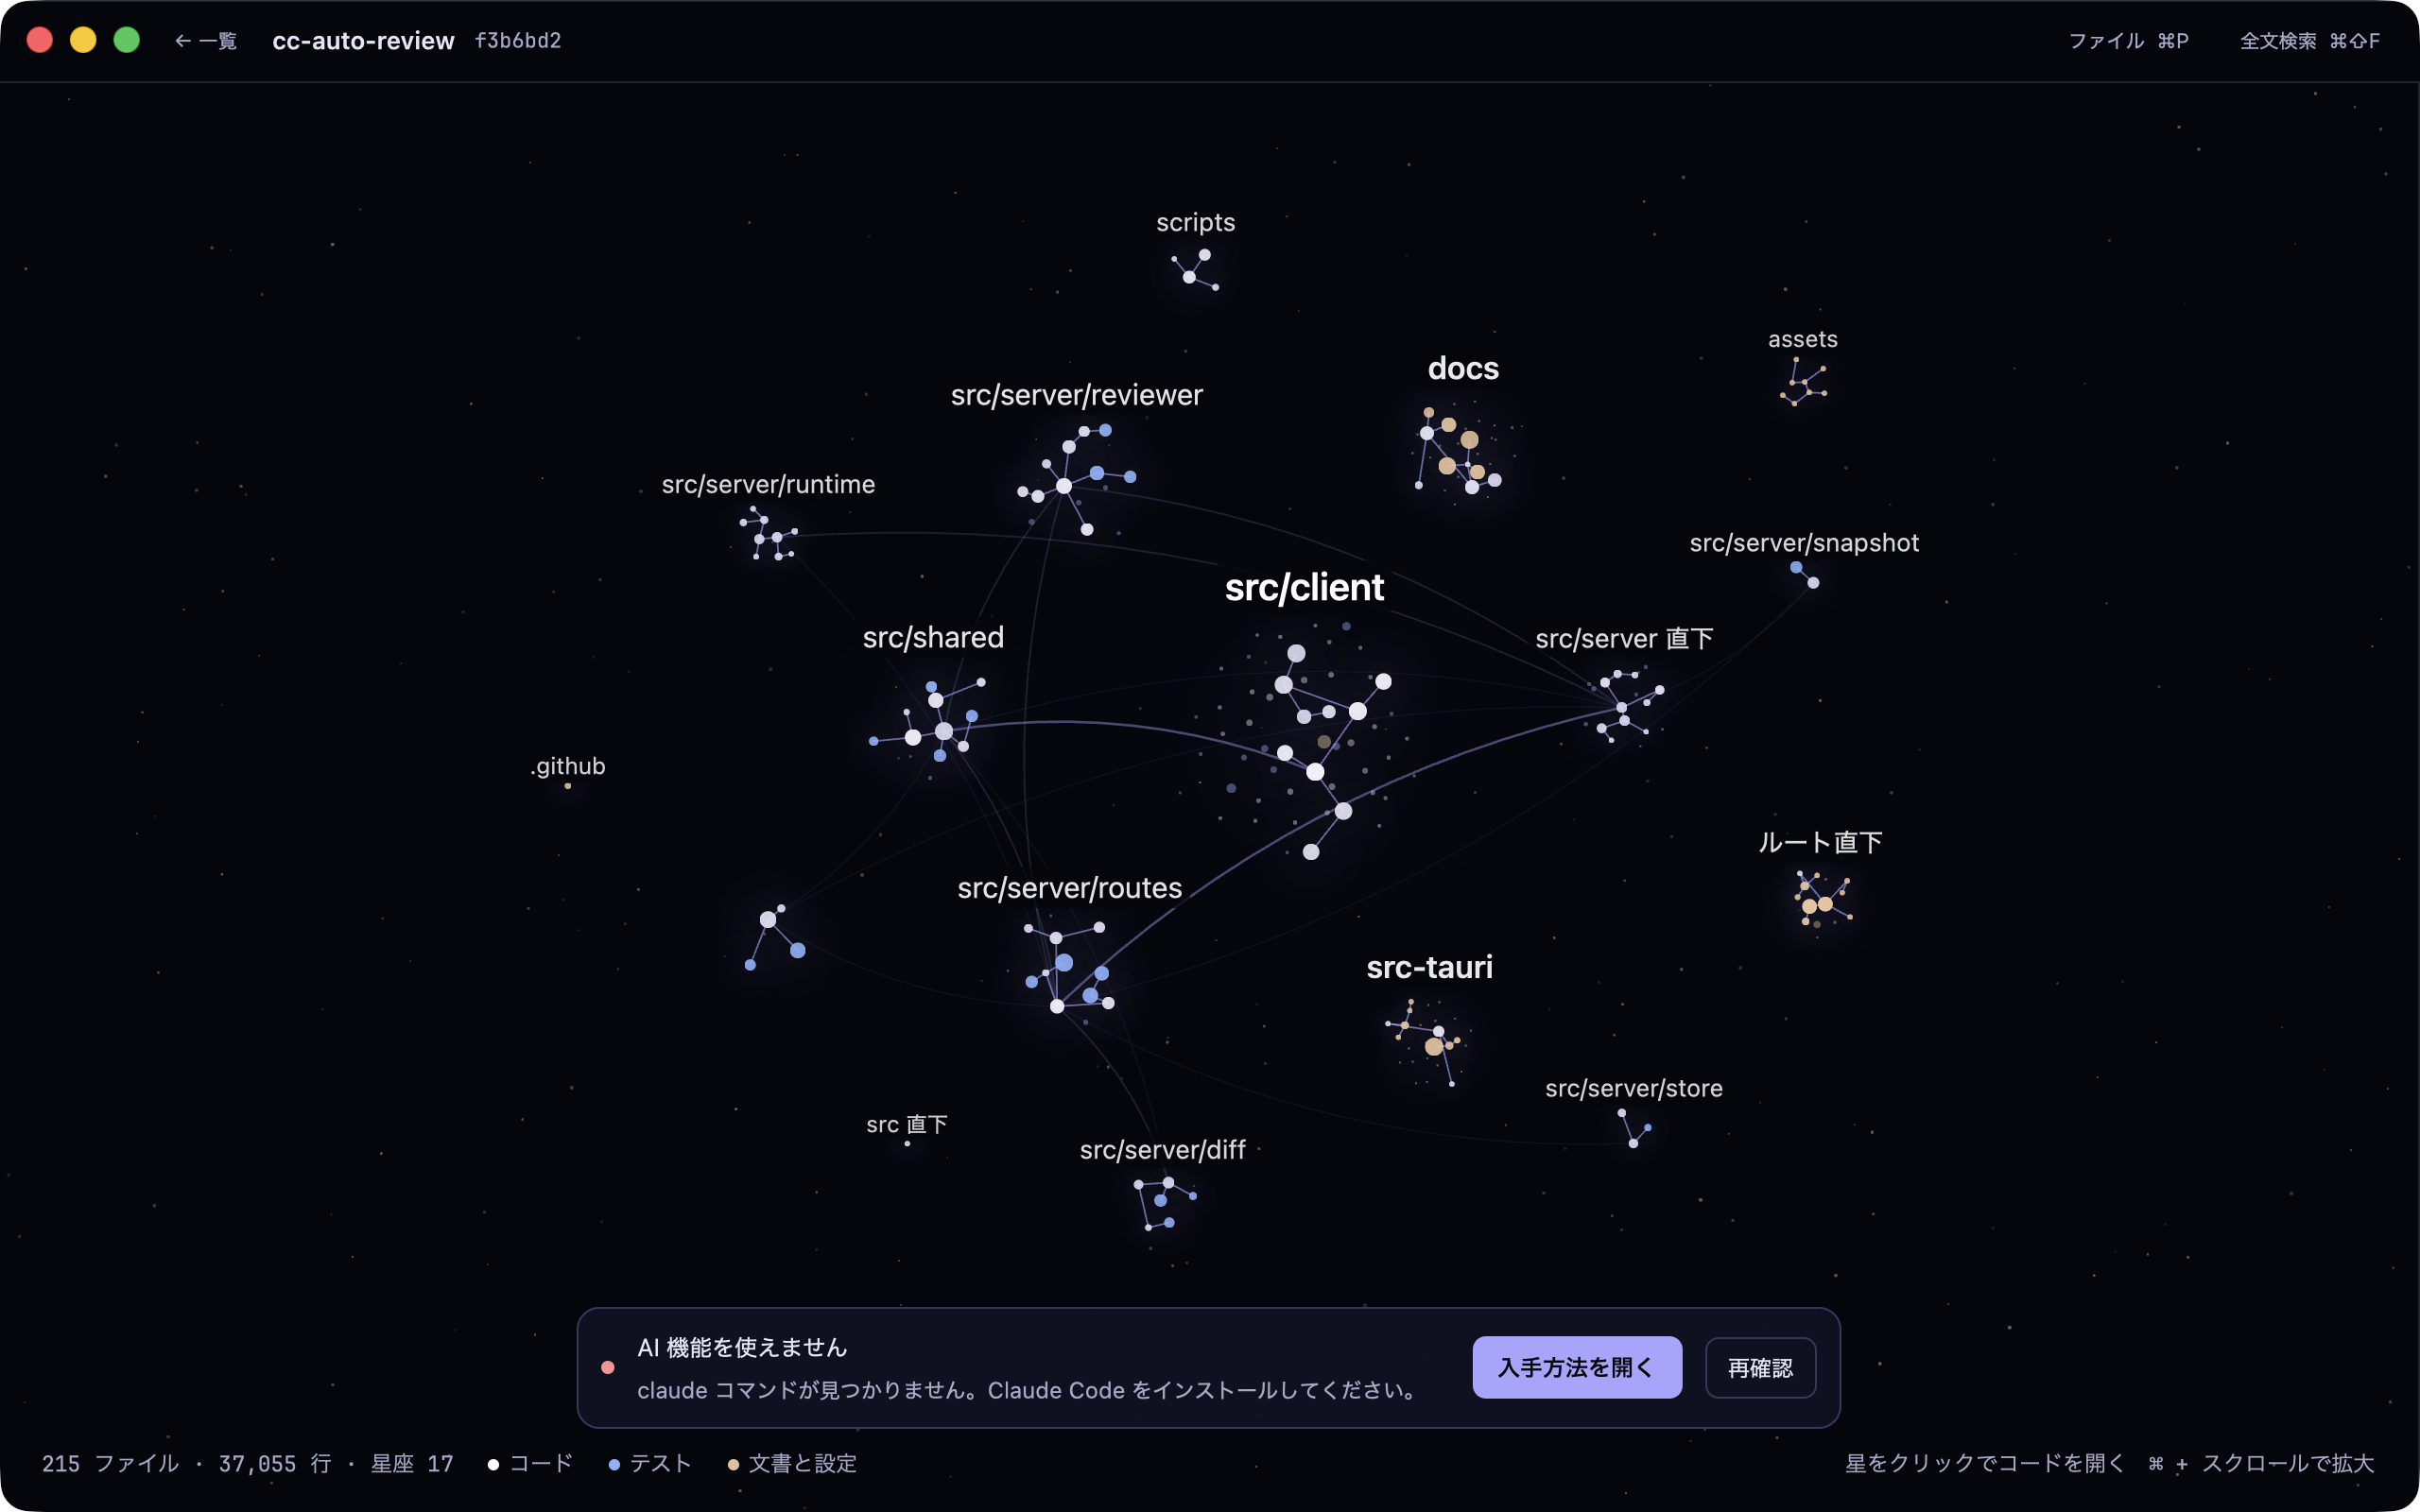 ← 一覧 cc-auto-review f3b6bd2 ファイル ⌘P 全文検索 ⌘⇧F
scripts
assets
docs
src/server/reviewer
src/server/runtime
src/server/snapshot
src/client
src/shared
src/server 直下
.github
ルート直下
src/server/routes
src-tauri
src/server/store
src 直下
src/server/diff
AI 機能を使えません
claude コマンドが見つかりません。Claude Code をインストールしてください。
入手方法を開く
再確認
215 ファイル · 37,055 行 · 星座 17 コード テスト 文書と設定
星をクリックでコードを開く ⌘ + スクロールで拡大